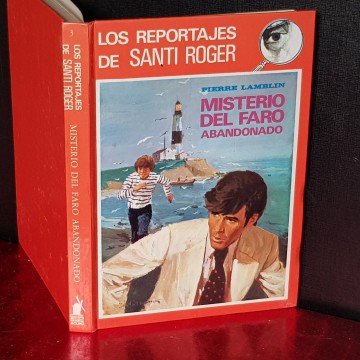 LOS REPORTAJES
DE SANTI ROGER
PIERRE LAMBLIN
MISTERIO
DEL FARO
ABANDONADO
3
LOS REPORTAJES
DE SANTI ROGER
MISTERIO DEL FARO ABANDONADO